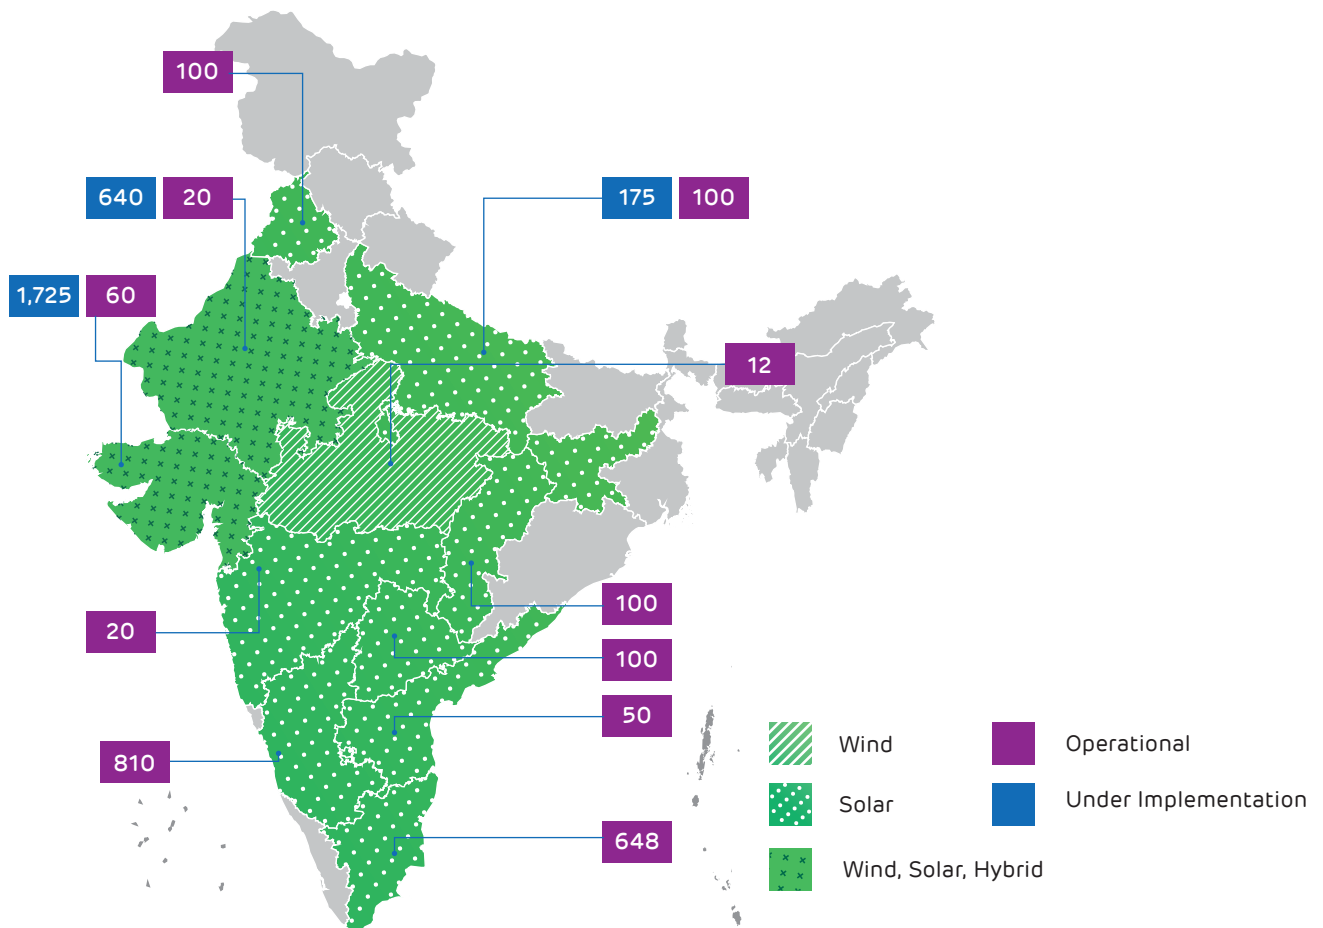 100
640 20
175 100
1,725 60
12
100
20
100
50
810
648
Wind
Operational
Solar
Under Implementation
Wind, Solar, Hybrid